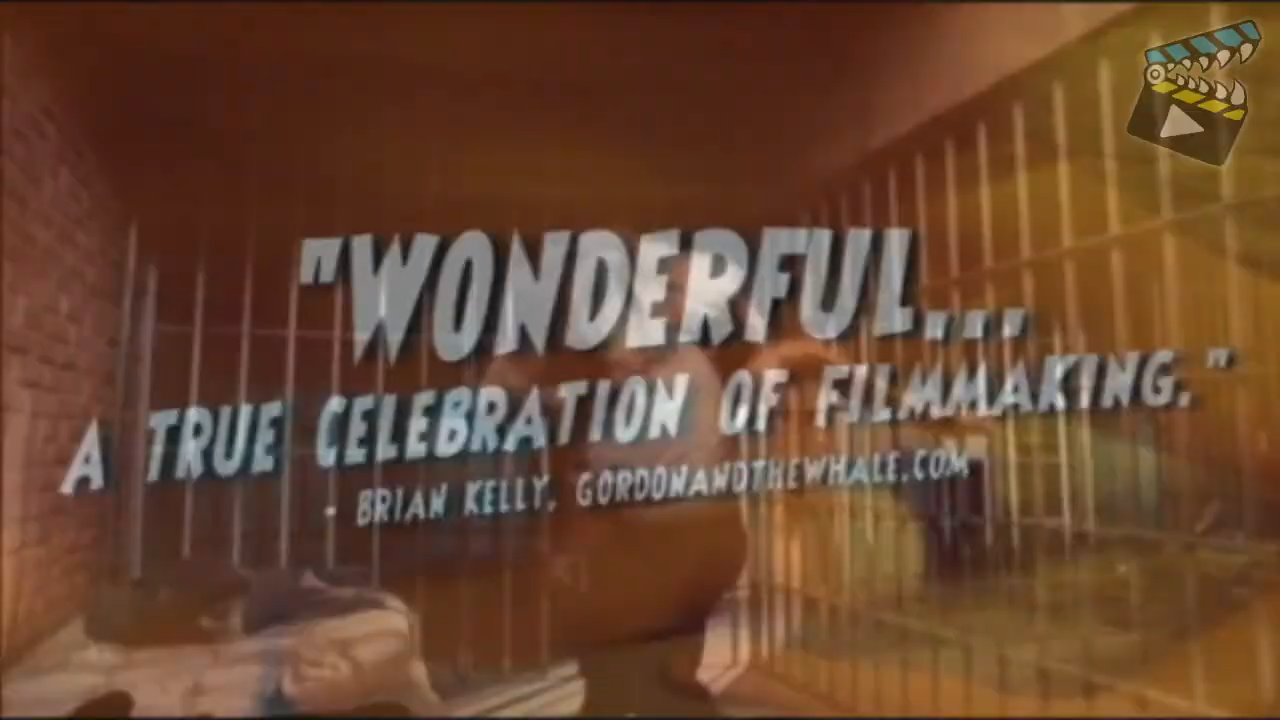 "WONDERFUL...
A TRUE CELEBRATION OF FILMMAKING."
- BRIAN KELLY, GORDONANDTHEWHALE.COM